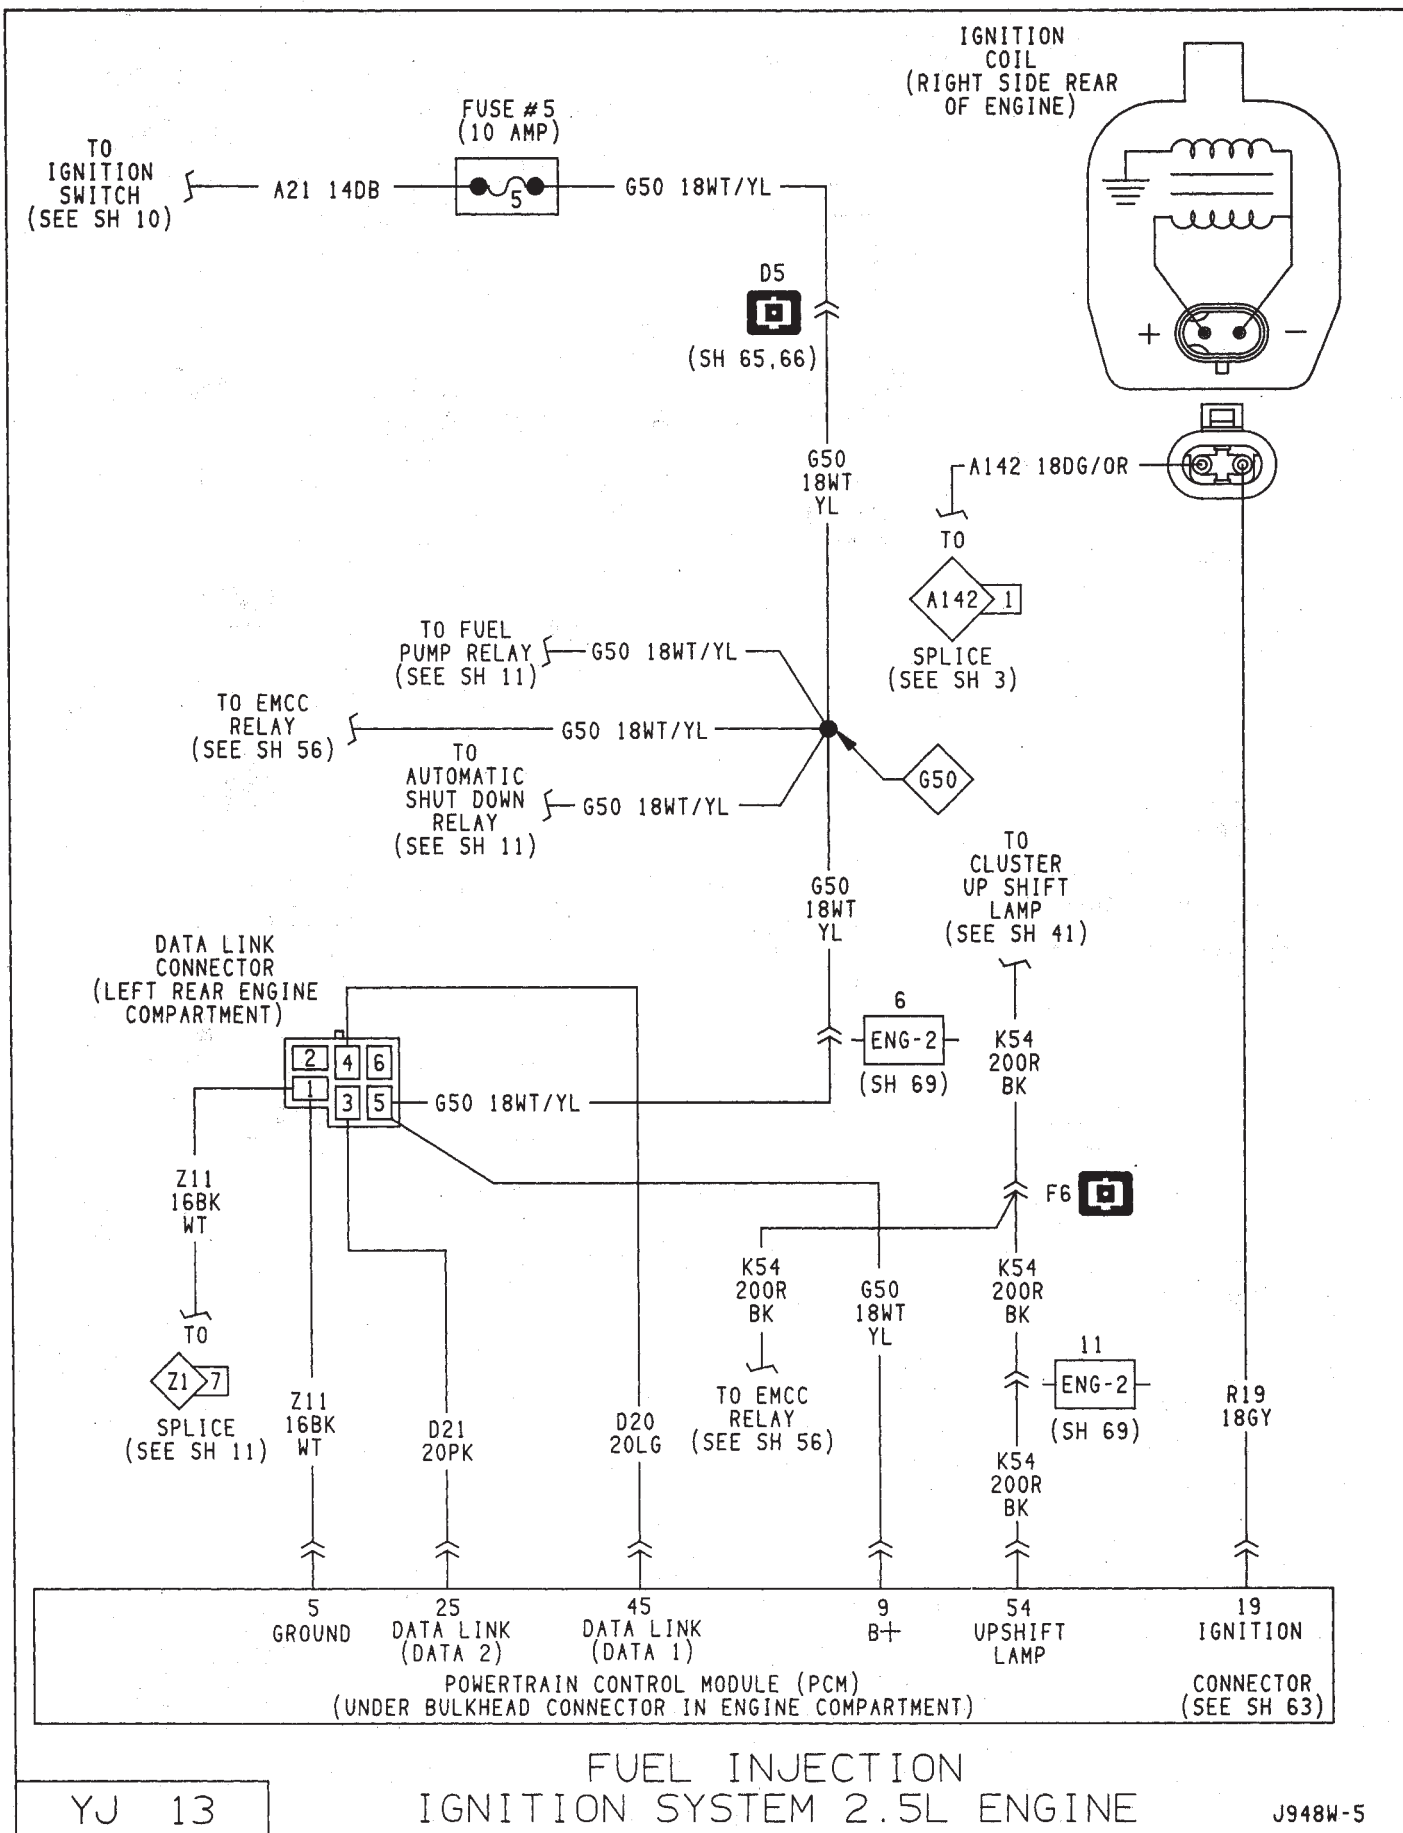 IGNITION
COIL
(RIGHT SIDE REAR
OF ENGINE)
FUSE #5
(10 AMP)
TO
IGNITION
SWITCH
(SEE SH 10)
A21 14DB
5
G50 18WT/YL
D5
(SH 65,66)
+
−
G50
18WT
YL
A142 18DG/OR
TO
A142
1
SPLICE
(SEE SH 3)
TO FUEL
PUMP RELAY
(SEE SH 11)
G50 18WT/YL
TO EMCC
RELAY
(SEE SH 56)
G50 18WT/YL
TO
AUTOMATIC
SHUT DOWN
RELAY
(SEE SH 11)
G50 18WT/YL
G50
G50
18WT
YL
TO
CLUSTER
UP SHIFT
LAMP
(SEE SH 41)
DATA LINK
CONNECTOR
(LEFT REAR ENGINE
COMPARTMENT)
6
ENG-2
(SH 69)
K54
200R
BK
2
4
6
1
3
5
G50 18WT/YL
Z11
16BK
WT
TO
Z1
7
SPLICE
(SEE SH 11)
F6
K54
200R
BK
TO EMCC
RELAY
(SEE SH 56)
G50
18WT
YL
K54
200R
BK
11
ENG-2
(SH 69)
Z11
16BK
WT
D21
20PK
D20
20LG
K54
200R
BK
R19
18GY
5
GROUND
25
DATA LINK
(DATA 2)
45
DATA LINK
(DATA 1)
9
B+
54
UPSHIFT
LAMP
19
IGNITION
POWERTRAIN CONTROL MODULE (PCM)
(UNDER BULKHEAD CONNECTOR IN ENGINE COMPARTMENT)
CONNECTOR
(SEE SH 63)
FUEL INJECTION
IGNITION SYSTEM 2.5L ENGINE
YJ 13
J948W-5